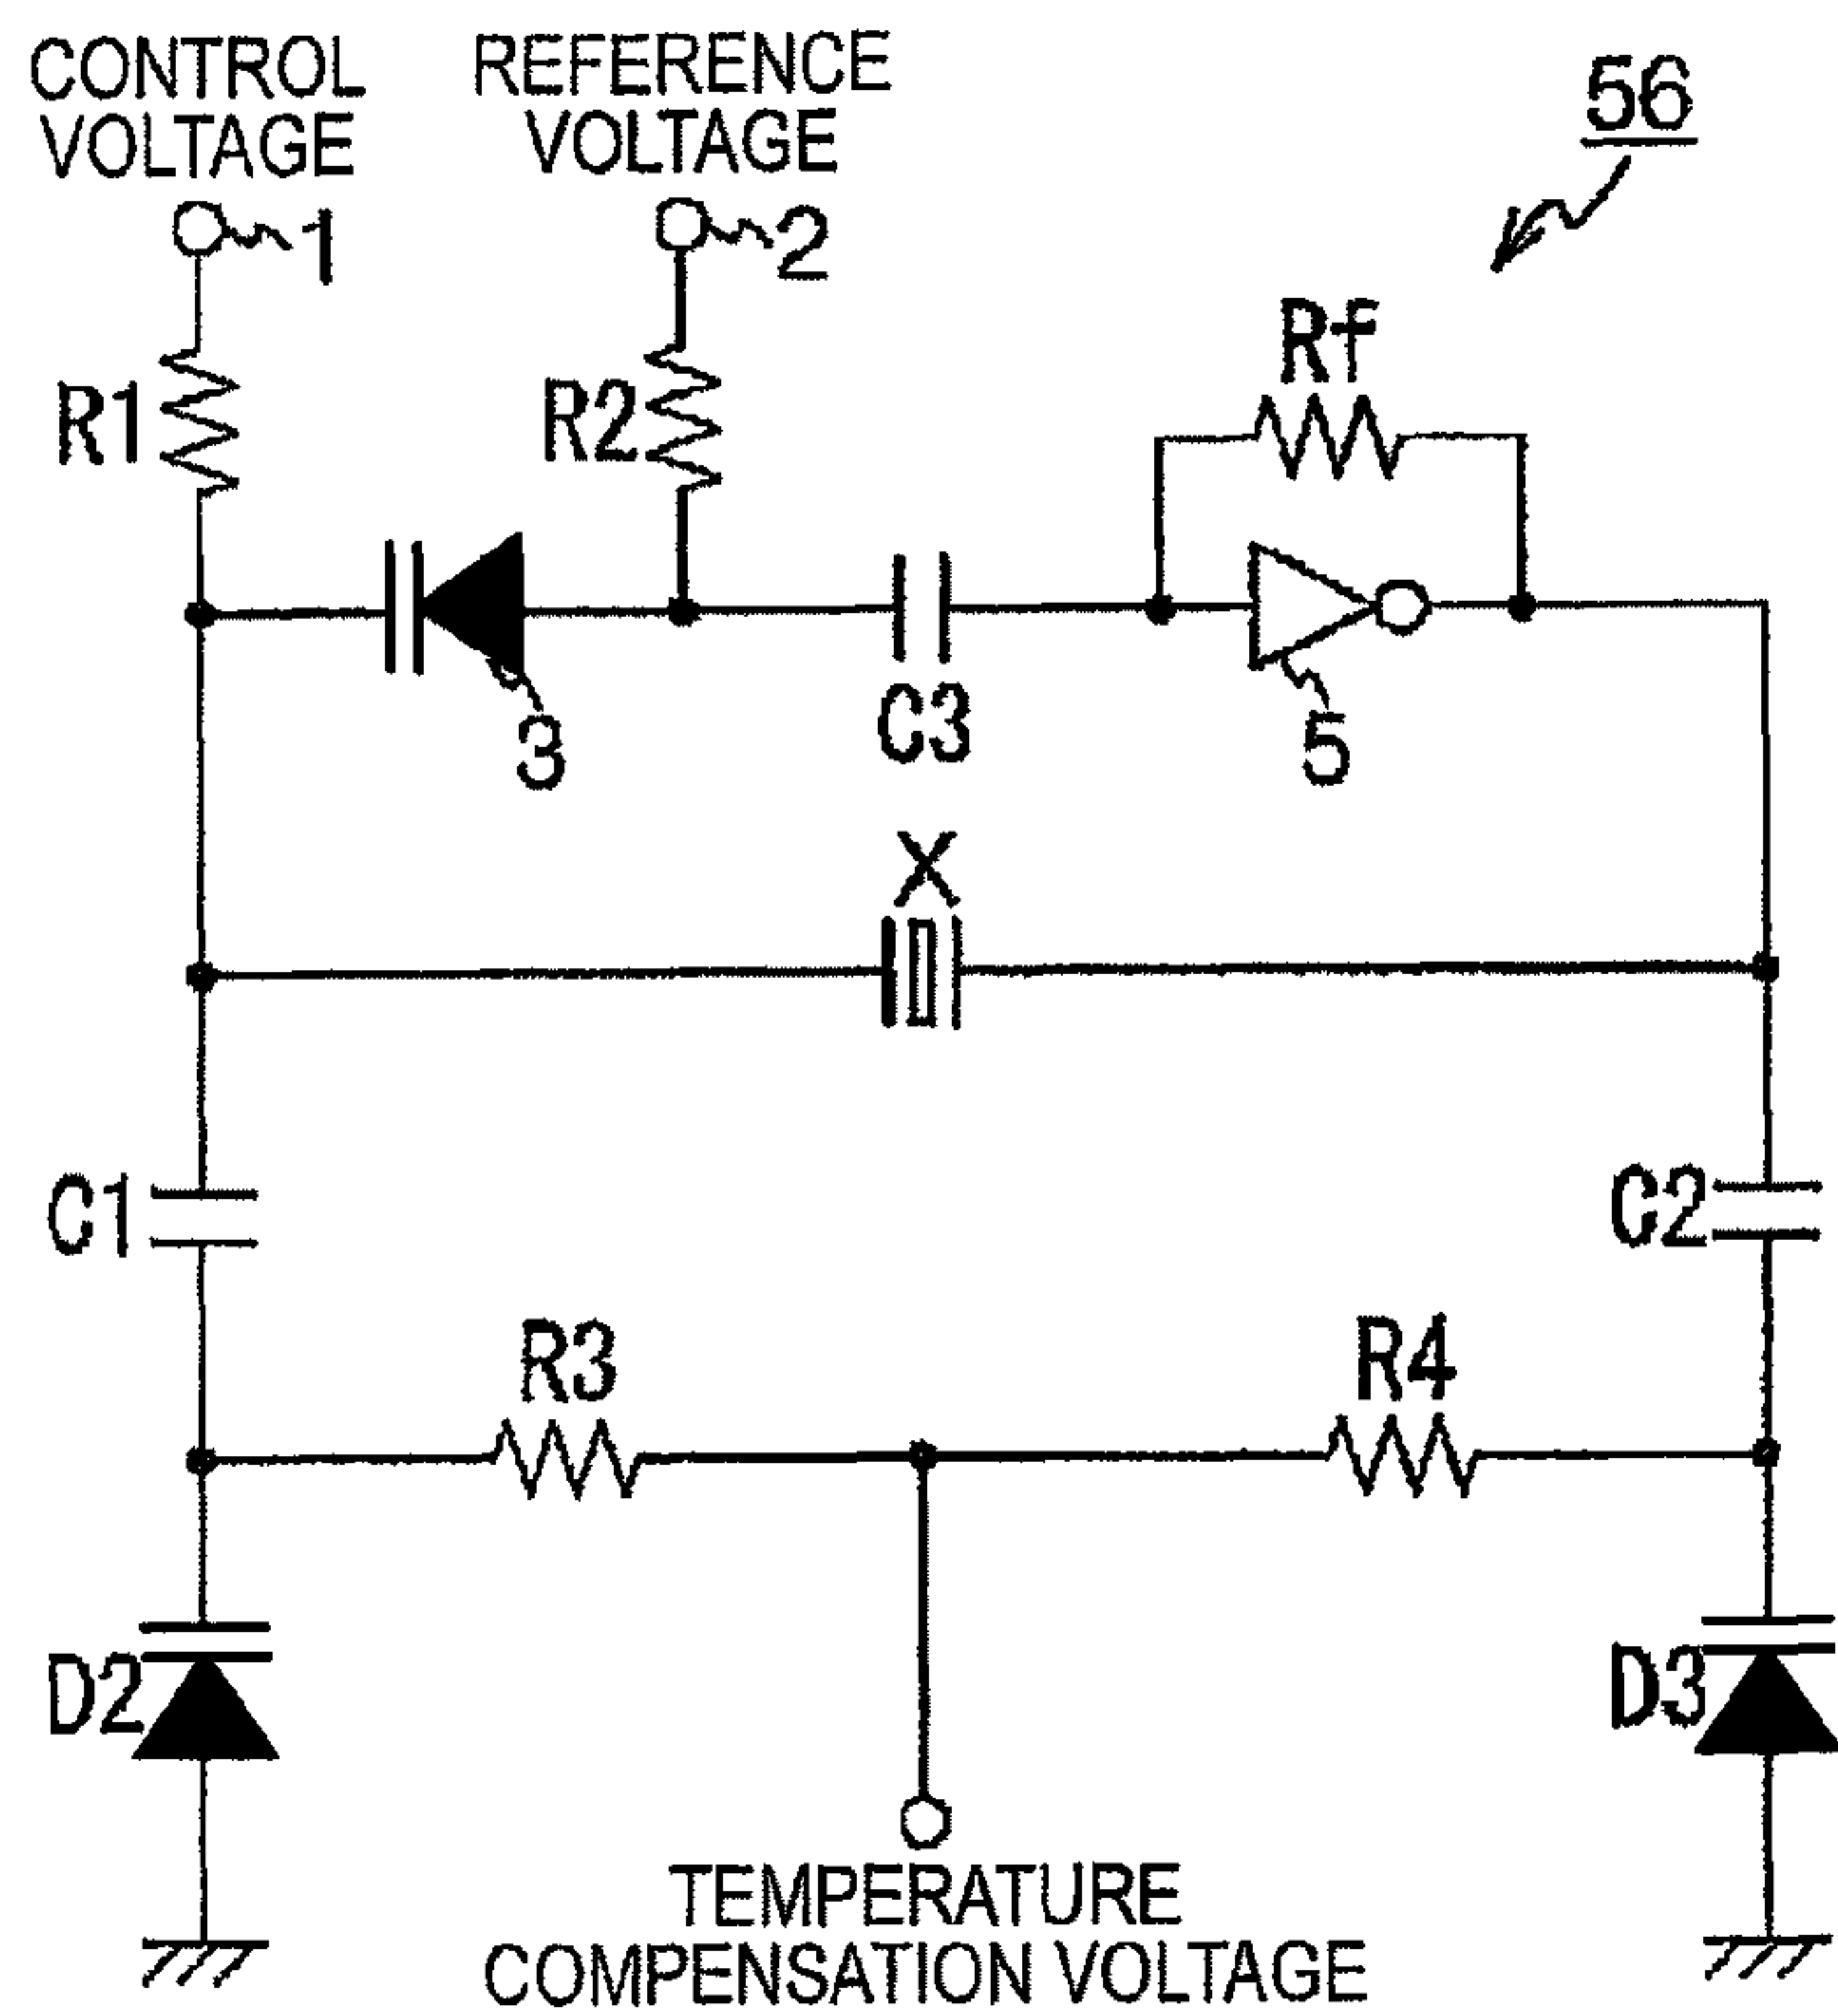 CONTROL
VOLTAGE
REFERENCE
VOLTAGE
56
1
2
Rf
R1
R2
3
C3
5
X
C1
C2
R3
R4
D2
D3
TEMPERATURE
COMPENSATION VOLTAGE